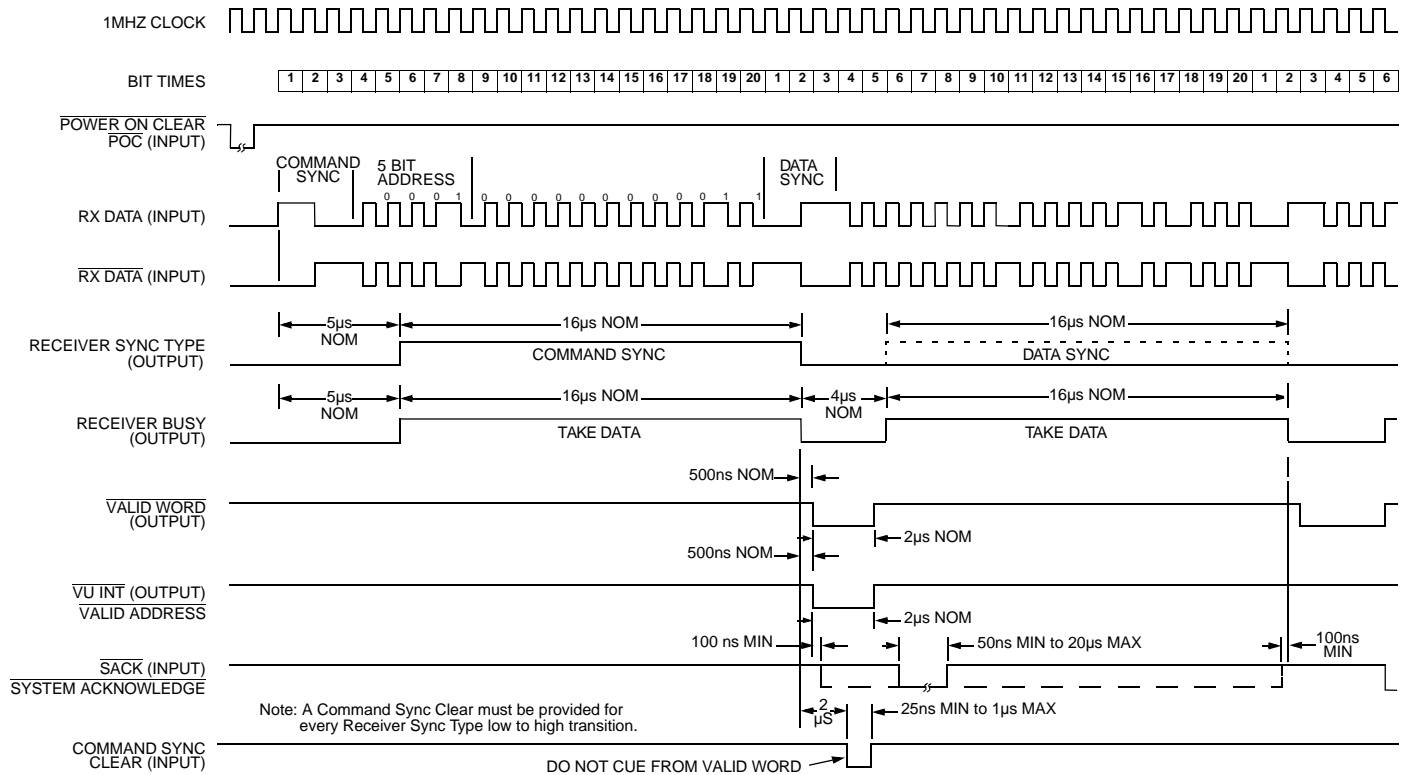 1MHZ CLOCK
BIT TIMES
1 2 3 4 5 6 7 8 9 10 11 12 13 14 15 16 17 18 19 20 1 2 3 4 5 6 7 8 9 10 11 12 13 14 15 16 17 18 19 20 1 2 3 4 5 6
POWER ON CLEAR
POC (INPUT)
COMMAND
SYNC
5 BIT
ADDRESS
DATA
SYNC
RX DATA (INPUT)
0 0 0 1 0 0 0 0 0 0 0 0 0 0 1 1
RX DATA (INPUT)
5µs
NOM
16µs NOM
16µs NOM
RECEIVER SYNC TYPE
(OUTPUT)
COMMAND SYNC
DATA SYNC
5µs
NOM
16µs NOM
4µs
NOM
16µs NOM
RECEIVER BUSY
(OUTPUT)
TAKE DATA
TAKE DATA
500ns NOM
VALID WORD
(OUTPUT)
2µs NOM
500ns NOM
VU INT (OUTPUT)
VALID ADDRESS
2µs NOM
100 ns MIN
50ns MIN to 20µs MAX
100ns
MIN
SACK (INPUT)
SYSTEM ACKNOWLEDGE
Note: A Command Sync Clear must be provided for
every Receiver Sync Type low to high transition.
2
µS
25ns MIN to 1µs MAX
COMMAND SYNC
CLEAR (INPUT)
DO NOT CUE FROM VALID WORD